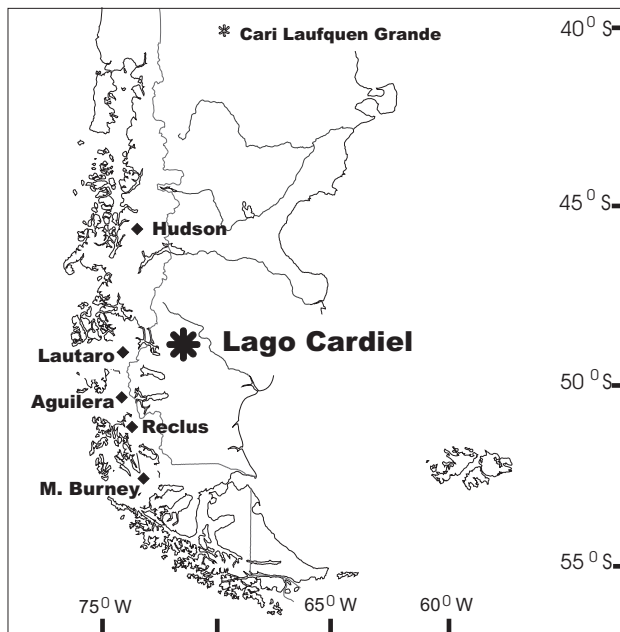 40⁰ S
Cari Laufquen Grande
45⁰ S
Hudson
Lago Cardiel
Lautaro
50⁰ S
Aguilera
Reclus
M. Burney
55⁰ S
75⁰ W
65⁰ W
60⁰ W